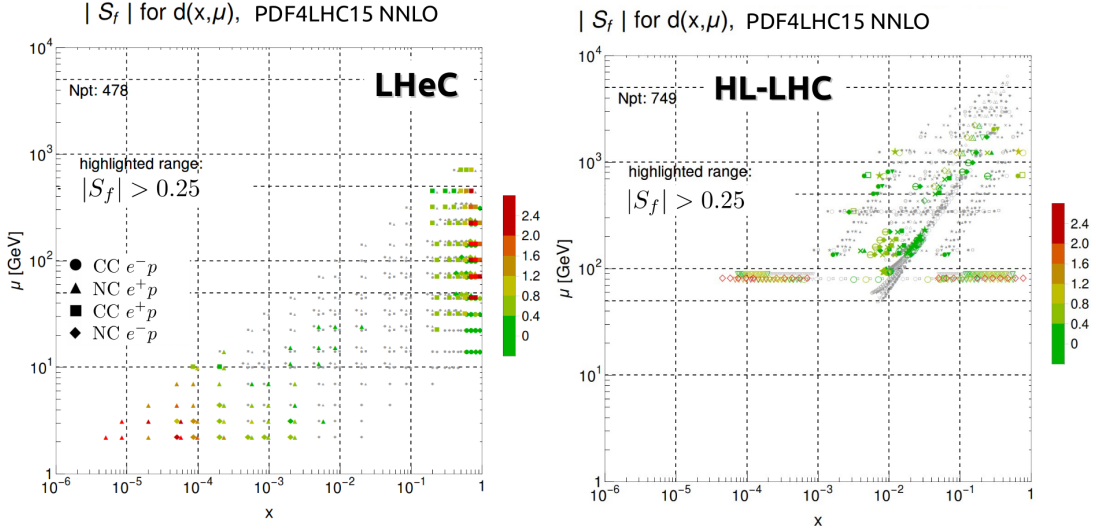 | S_f | for d(x,μ), PDF4LHC15 NNLO
LHeC
Npt: 478
highlighted range:
|S_f| > 0.25
CC e⁻p
NC e⁺p
CC e⁺p
NC e⁻p
μ [GeV]
10⁴
10³
10²
10¹
1
10⁻⁶
10⁻⁵
10⁻⁴
10⁻³
10⁻²
10⁻¹
1
x
2.4
2.0
1.6
1.2
0.8
0.4
0
| S_f | for d(x,μ), PDF4LHC15 NNLO
HL-LHC
Npt: 749
highlighted range:
|S_f| > 0.25
μ [GeV]
10⁴
10³
10²
10¹
1
10⁻⁶
10⁻⁵
10⁻⁴
10⁻³
10⁻²
10⁻¹
1
x
2.4
2.0
1.6
1.2
0.8
0.4
0